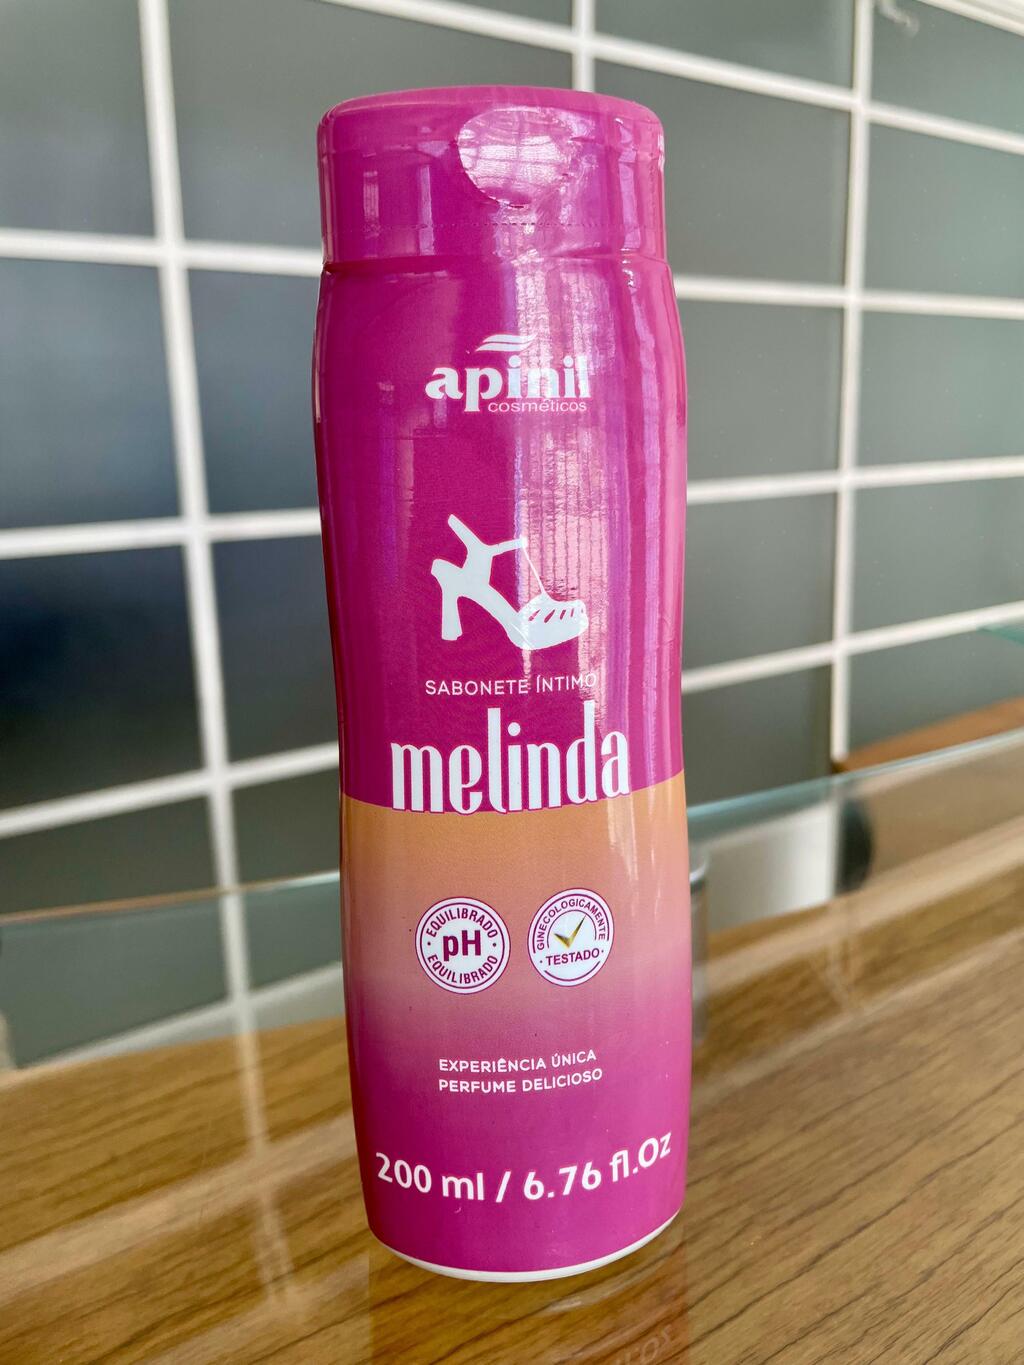 apinil
cosméticos
SABONETE ÍNTIMO
melinda
EQUILIBRADO
pH
EQUILIBRADO
GINECOLOGICAMENTE
TESTADO
EXPERIÊNCIA ÚNICA
PERFUME DELICIOSO
200 ml / 6.76 fl.Oz